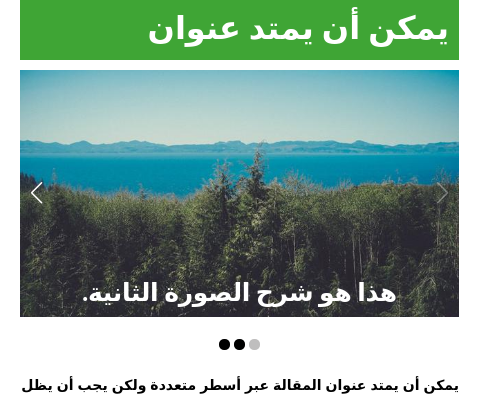 يمكن أن يمتد عنوان
هذا هو شرح الصورة الثانية.
يمكن أن يمتد عنوان المقالة عبر أسطر متعددة ولكن يجب أن يظل